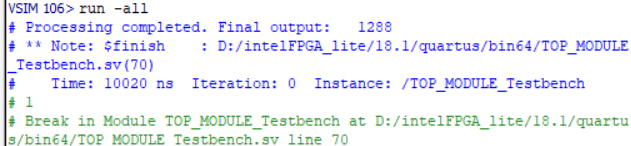 VSIM 106> run -all
# Processing completed. Final output:   1288
# ** Note: $finish    : D:/intelFPGA_lite/18.1/quartus/bin64/TOP_MODULE
_Testbench.sv(70)
#    Time: 10020 ns  Iteration: 0  Instance: /TOP_MODULE_Testbench
# 1
# Break in Module TOP_MODULE_Testbench at D:/intelFPGA_lite/18.1/quartu
s/bin64/TOP_MODULE_Testbench.sv line 70